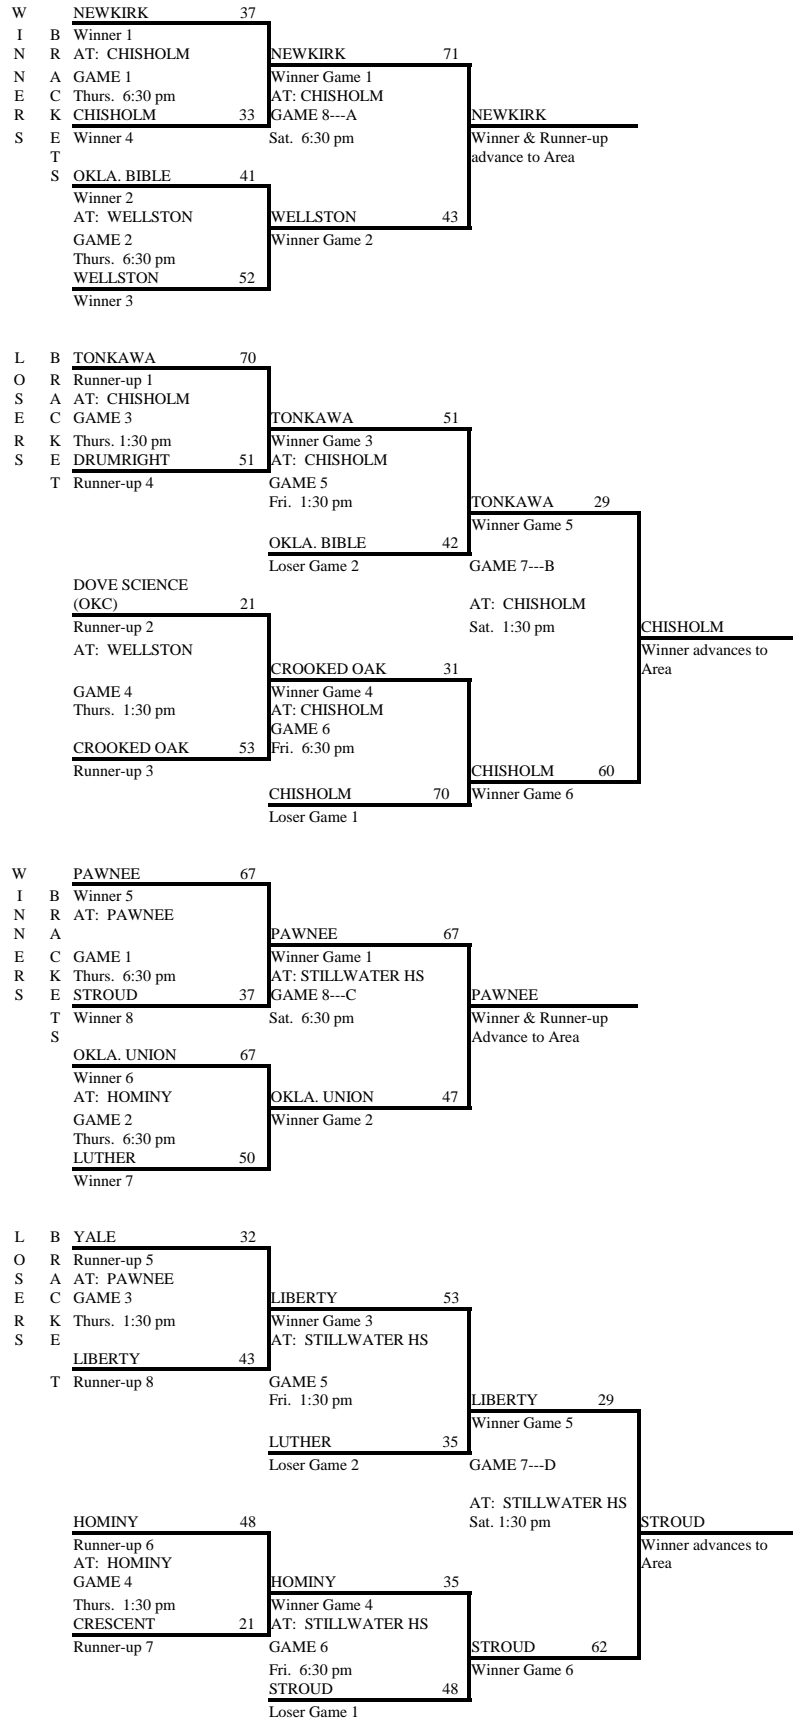 W NEWKIRK 37
I B Winner 1
N R AT: CHISHOLM NEWKIRK 71
N A GAME 1 Winner Game 1
E C Thurs. 6:30 pm AT: CHISHOLM
R K CHISHOLM 33 GAME 8---A NEWKIRK
S E Winner 4 Sat. 6:30 pm Winner & Runner-up
T advance to Area
S OKLA. BIBLE 41
Winner 2
AT: WELLSTON WELLSTON 43
GAME 2 Winner Game 2
Thurs. 6:30 pm
WELLSTON 52
Winner 3
L B TONKAWA 70
O R Runner-up 1
S A AT: CHISHOLM
E C GAME 3 TONKAWA 51
R K Thurs. 1:30 pm Winner Game 3
S E DRUMRIGHT 51 AT: CHISHOLM
T Runner-up 4 GAME 5
Fri. 1:30 pm TONKAWA 29
Winner Game 5
OKLA. BIBLE 42
Loser Game 2 GAME 7---B
DOVE SCIENCE
(OKC) 21 AT: CHISHOLM
Runner-up 2 Sat. 1:30 pm CHISHOLM
AT: WELLSTON Winner advances to
CROOKED OAK 31 Area
GAME 4 Winner Game 4
Thurs. 1:30 pm AT: CHISHOLM
GAME 6
CROOKED OAK 53 Fri. 6:30 pm
Runner-up 3 CHISHOLM 60
CHISHOLM 70 Winner Game 6
Loser Game 1
W PAWNEE 67
I B Winner 5
N R AT: PAWNEE
N A PAWNEE 67
E C GAME 1 Winner Game 1
R K Thurs. 6:30 pm AT: STILLWATER HS
S E STROUD 37 GAME 8---C PAWNEE
T Winner 8 Sat. 6:30 pm Winner & Runner-up
S Advance to Area
OKLA. UNION 67
Winner 6
AT: HOMINY OKLA. UNION 47
GAME 2 Winner Game 2
Thurs. 6:30 pm
LUTHER 50
Winner 7
L B YALE 32
O R Runner-up 5
S A AT: PAWNEE
E C GAME 3 LIBERTY 53
R K Thurs. 1:30 pm Winner Game 3
S E AT: STILLWATER HS
LIBERTY 43
T Runner-up 8 GAME 5
Fri. 1:30 pm LIBERTY 29
Winner Game 5
LUTHER 35
Loser Game 2 GAME 7---D
AT: STILLWATER HS
HOMINY 48 Sat. 1:30 pm STROUD
Runner-up 6 Winner advances to
AT: HOMINY Area
GAME 4 HOMINY 35
Thurs. 1:30 pm Winner Game 4
CRESCENT 21 AT: STILLWATER HS
Runner-up 7 GAME 6 STROUD 62
Fri. 6:30 pm Winner Game 6
STROUD 48
Loser Game 1